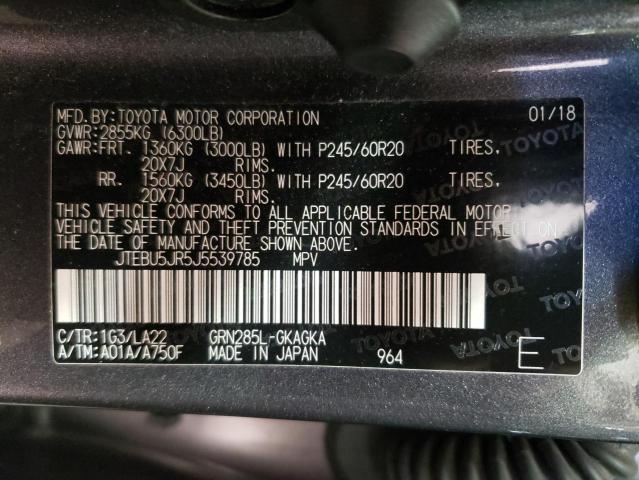 MFD.BY:TOYOTA MOTOR CORPORATION 01/18
GVWR:2855KG (6300LB)
GAWR:FRT. 1360KG (3000LB) WITH P245/60R20 TIRES,
20X7J RIMS.
RR. 1560KG (3450LB) WITH P245/60R20 TIRES,
20X7J RIMS.
THIS VEHICLE CONFORMS TO ALL APPLICABLE FEDERAL MOTOR
VEHICLE SAFETY AND THEFT PREVENTION STANDARDS IN EFFECT ON
THE DATE OF MANUFACTURE SHOWN ABOVE.
JTEBU5JR5J5539785 MPV
C/TR:1G3/LA22 GRN285L-GKAGKA
A/TM:A01A/A750F MADE IN JAPAN 964 E
TOYOTA
TOYOTA
TOYOTA
TOYOTA
TOYOTA
TOYOTA